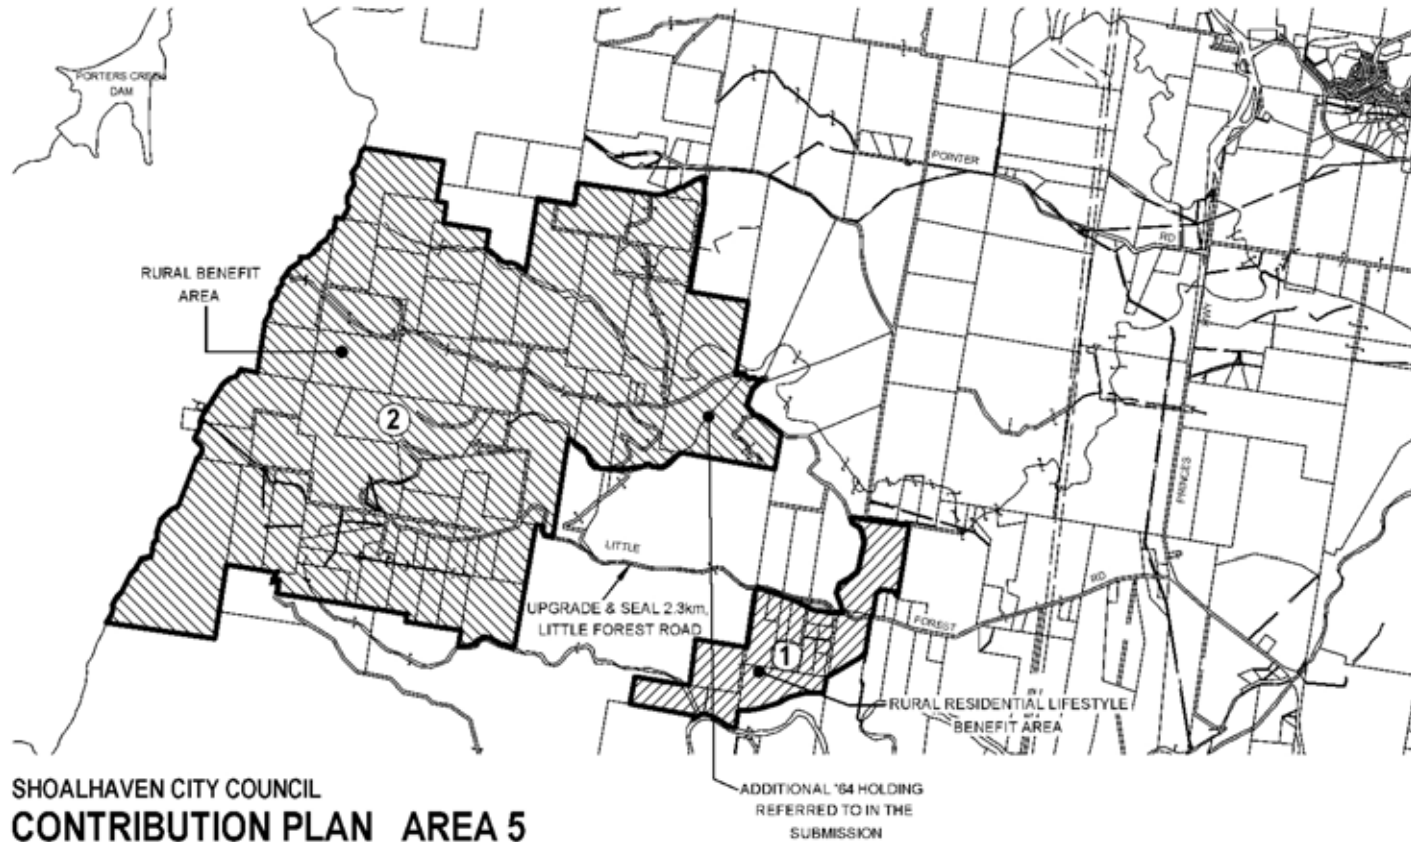 PORTERS CREEK
DAM
POINTER
RD
HWY
RURAL BENEFIT
AREA
2
PRINCES
LITTLE
UPGRADE & SEAL 2.3km,
LITTLE FOREST ROAD
RD
FOREST
1
RURAL RESIDENTIAL LIFESTYLE
BENEFIT AREA
ADDITIONAL '64 HOLDING
REFERRED TO IN THE
SUBMISSION
SHOALHAVEN CITY COUNCIL
CONTRIBUTION PLAN AREA 5